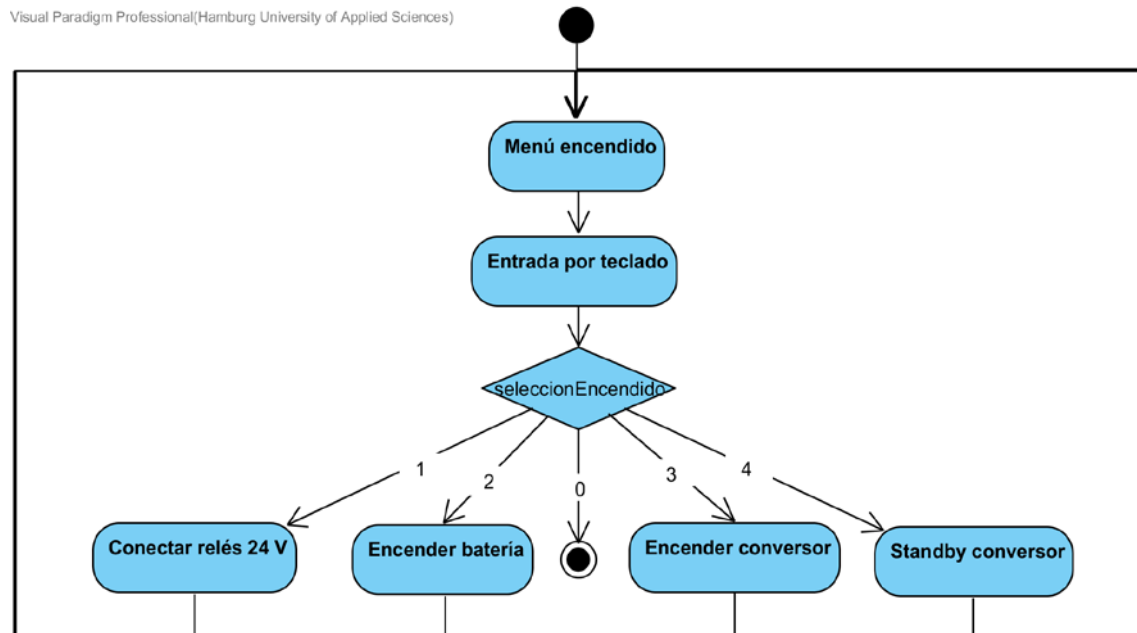 Visual Paradigm Professional(Hamburg University of Applied Sciences)
Menú encendido
Entrada por teclado
seleccionEncendido
1
2
0
3
4
Conectar relés 24 V
Encender batería
Encender conversor
Standby conversor